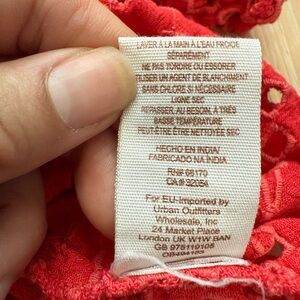 LAVER À LA MAIN À L'EAU FROIDE
SÉPARÉMENT
NE PAS TORDRE OU ESSORER
UTILISER UN AGENT DE BLANCHIMENT
SANS CHLORE SI NÉCESSAIRE
LIGNE SEC
REPASSER, AU BESOIN, À TRÈS
BASSE TEMPÉRATURE
PEUT-ÊTRE ÊTRE NETTOYÉE SEC
HECHO EN INDIA/
FABRICADO NA INDIA
RN# 66170
CA# 32054
For EU-Imported by
Urban Outfitters
Wholesale, Inc
24 Market Place
London UK W1W 8AN
GB 975110108